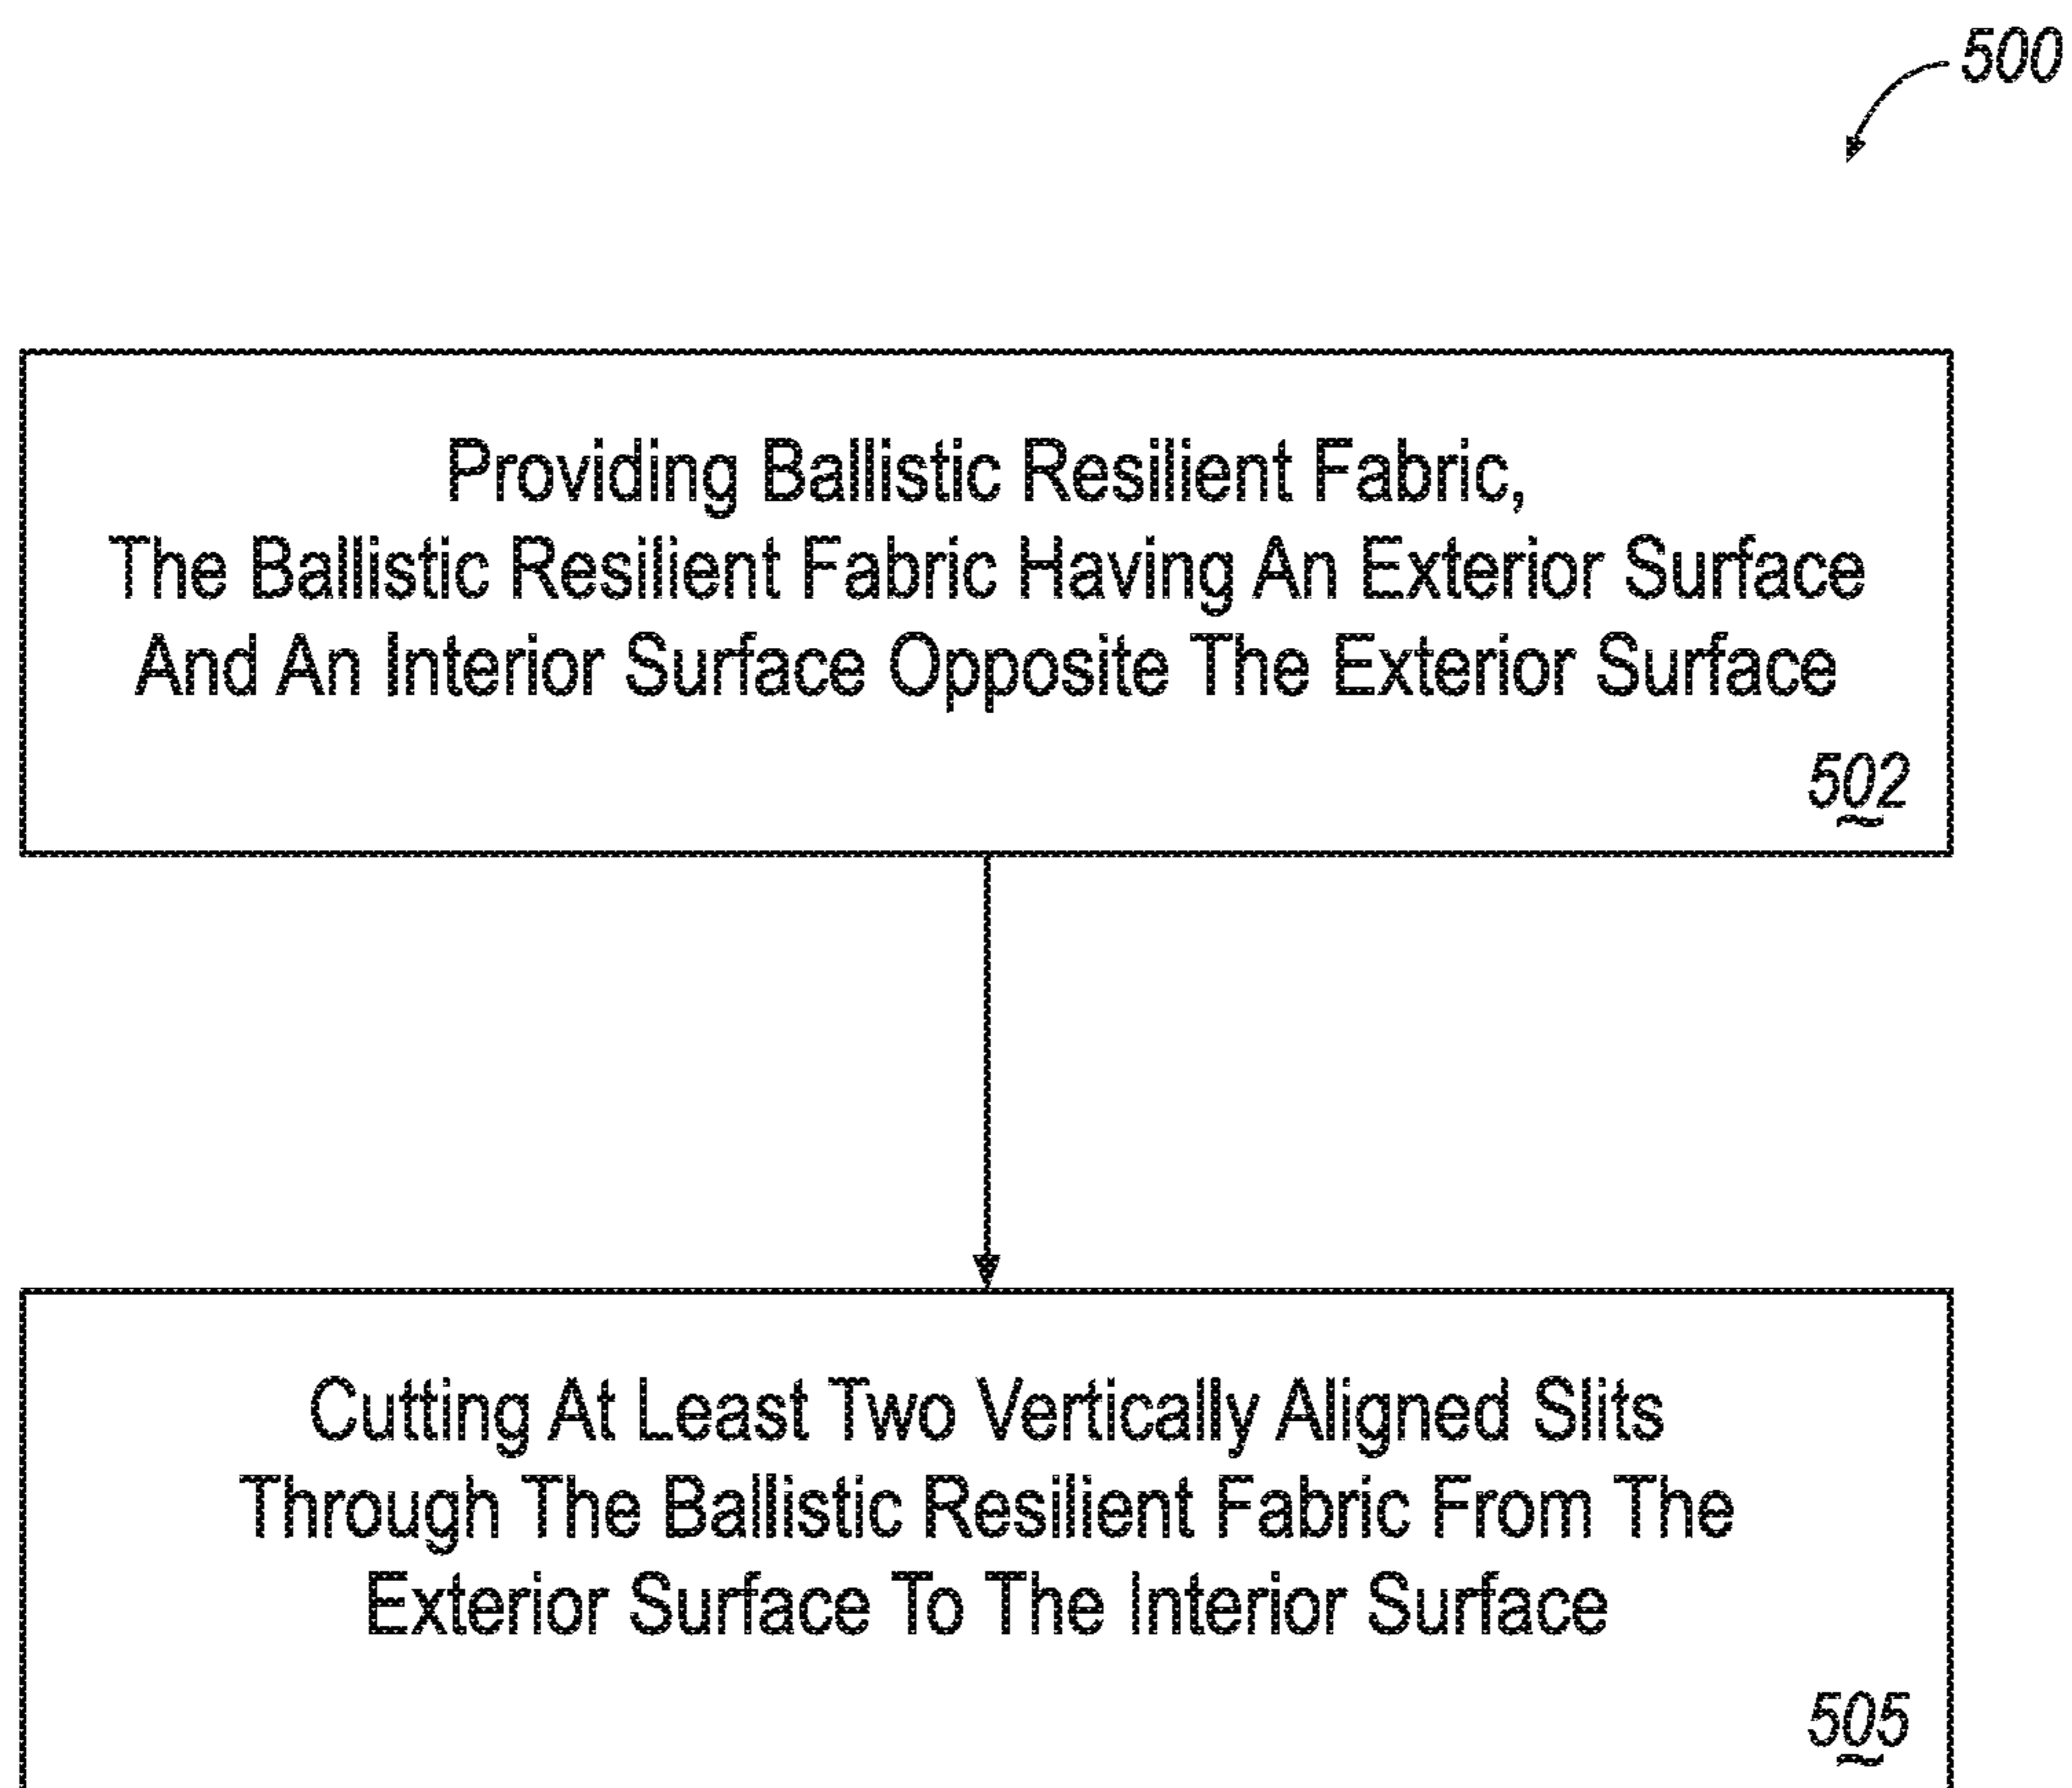 500
Providing Ballistic Resilient Fabric,
The Ballistic Resilient Fabric Having An Exterior Surface
And An Interior Surface Opposite The Exterior Surface
502
Cutting At Least Two Vertically Aligned Slits
Through The Ballistic Resilient Fabric From The
Exterior Surface To The Interior Surface
505